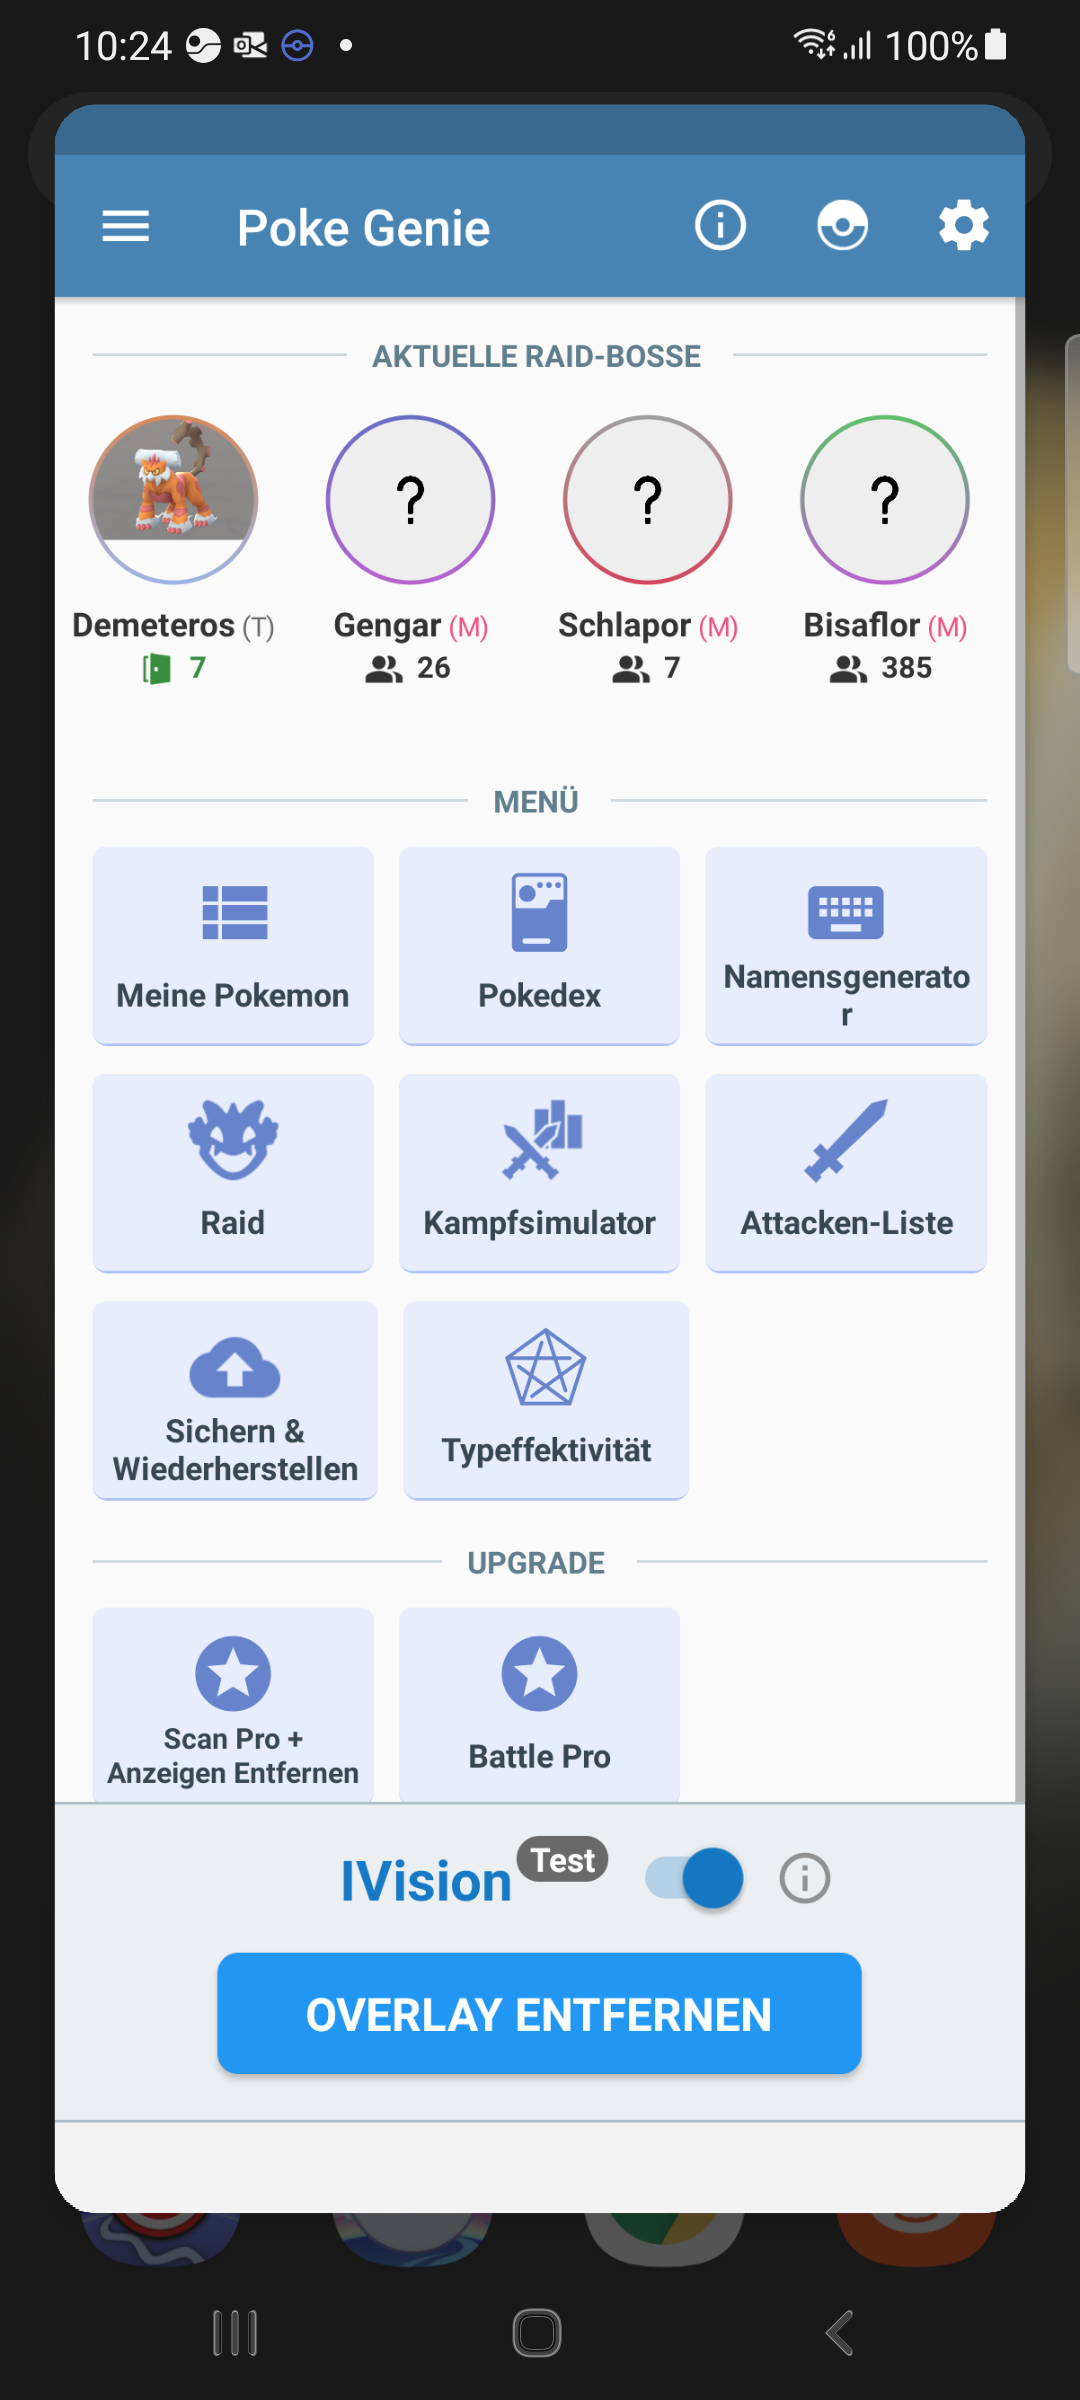 10:24
100%
Poke Genie
AKTUELLE RAID-BOSSE
?
?
?
Demeteros (T)
Gengar (M)
Schlapor (M)
Bisaflor (M)
7
26
7
385
MENÜ
Meine Pokemon
Pokedex
Namensgenerato
r
Raid
Kampfsimulator
Attacken-Liste
Sichern &
Wiederherstellen
Typeffektivität
UPGRADE
Scan Pro +
Anzeigen Entfernen
Battle Pro
IVision
Test
OVERLAY ENTFERNEN